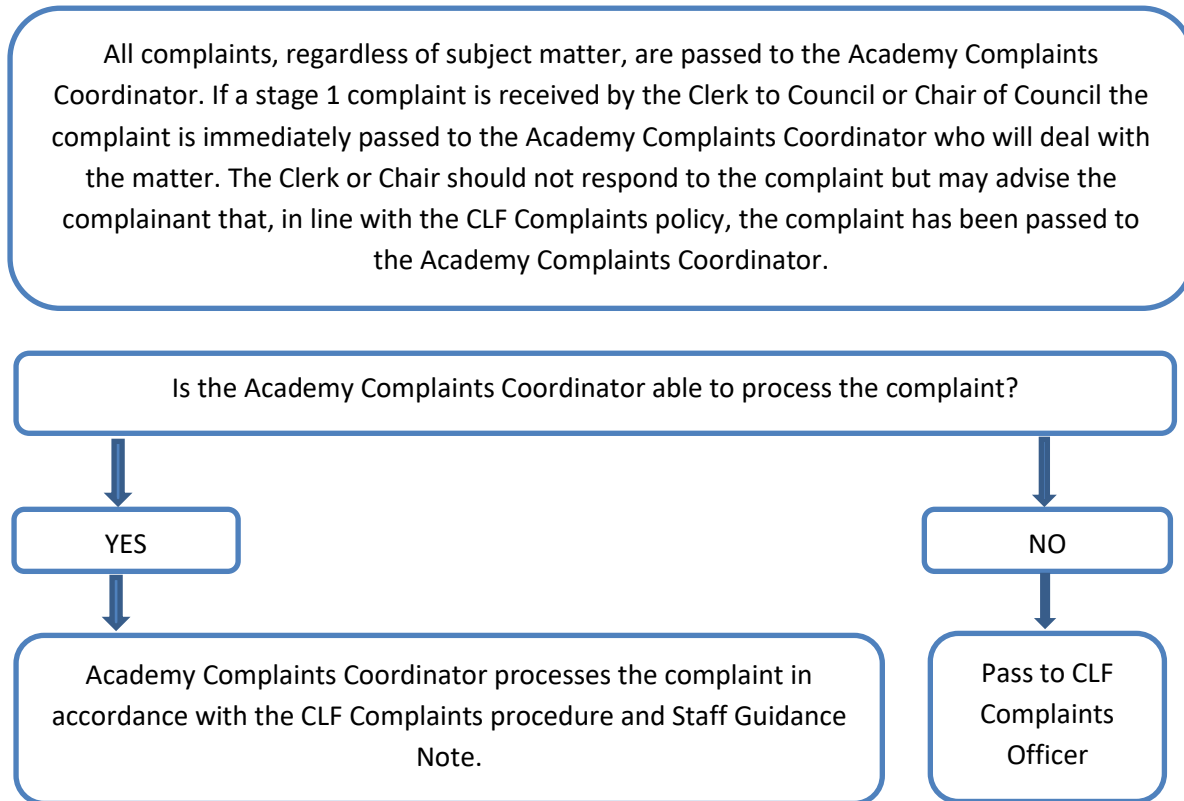 All complaints, regardless of subject matter, are passed to the Academy Complaints
Coordinator. If a stage 1 complaint is received by the Clerk to Council or Chair of Council the
complaint is immediately passed to the Academy Complaints Coordinator who will deal with
the matter. The Clerk or Chair should not respond to the complaint but may advise the
complainant that, in line with the CLF Complaints policy, the complaint has been passed to
the Academy Complaints Coordinator.
Is the Academy Complaints Coordinator able to process the complaint?
YES
NO
Academy Complaints Coordinator processes the complaint in
accordance with the CLF Complaints procedure and Staff Guidance
Note.
Pass to CLF
Complaints
Officer